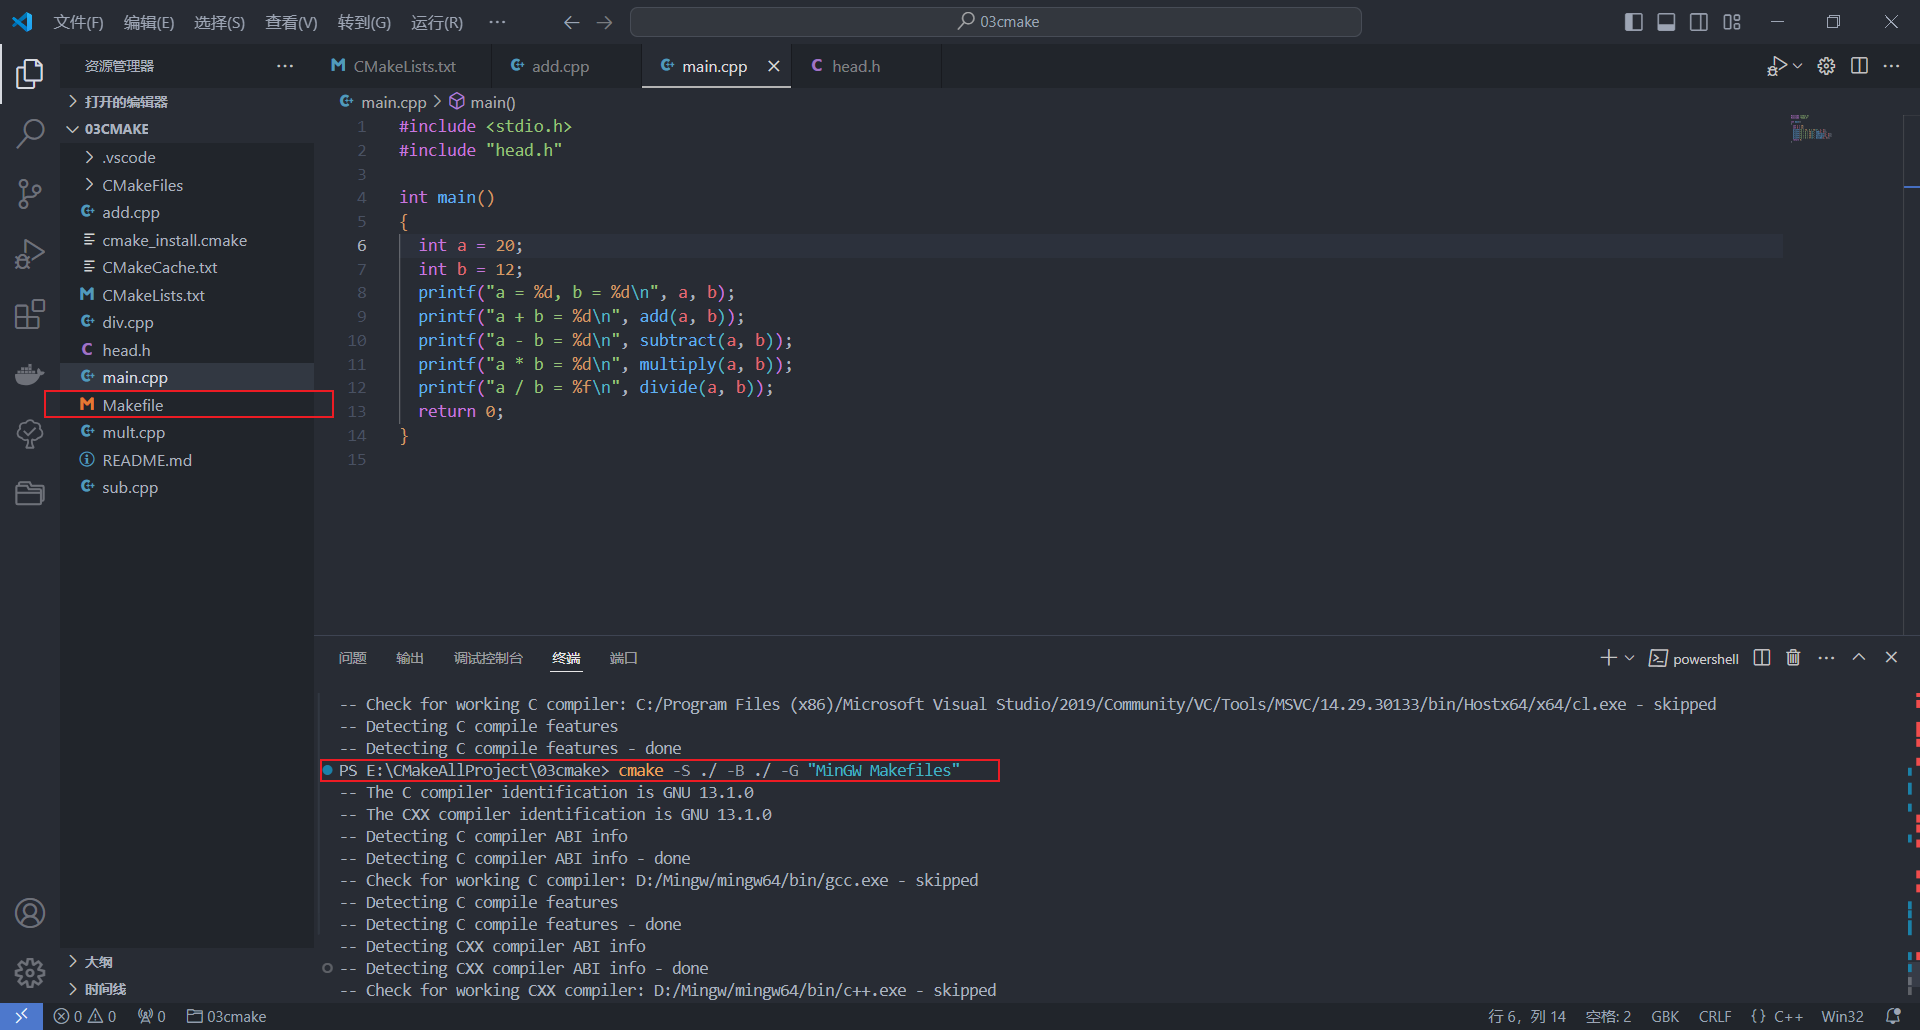 文件(F) 编辑(E) 选择(S) 查看(V) 转到(G) 运行(R) ··· 03cmake
资源管理器 ···
打开的编辑器
03CMAKE
.vscode
CMakeFiles
add.cpp
cmake_install.cmake
CMakeCache.txt
CMakeLists.txt
div.cpp
head.h
main.cpp
Makefile
mult.cpp
README.md
sub.cpp
大纲
时间线
CMakeLists.txt add.cpp main.cpp head.h
main.cpp > main()
1 #include <stdio.h>
2 #include "head.h"
3
4 int main()
5 {
6 int a = 20;
7 int b = 12;
8 printf("a = %d, b = %d\n", a, b);
9 printf("a + b = %d\n", add(a, b));
10 printf("a - b = %d\n", subtract(a, b));
11 printf("a * b = %d\n", multiply(a, b));
12 printf("a / b = %f\n", divide(a, b));
13 return 0;
14 }
15
问题 输出 调试控制台 终端 端口 powershell
-- Check for working C compiler: C:/Program Files (x86)/Microsoft Visual Studio/2019/Community/VC/Tools/MSVC/14.29.30133/bin/Hostx64/x64/cl.exe - skipped
-- Detecting C compile features
-- Detecting C compile features - done
PS E:\CMakeAllProject\03cmake> cmake -S ./ -B ./ -G "MinGW Makefiles"
-- The C compiler identification is GNU 13.1.0
-- The CXX compiler identification is GNU 13.1.0
-- Detecting C compiler ABI info
-- Detecting C compiler ABI info - done
-- Check for working C compiler: D:/Mingw/mingw64/bin/gcc.exe - skipped
-- Detecting C compile features
-- Detecting C compile features - done
-- Detecting CXX compiler ABI info
-- Detecting CXX compiler ABI info - done
-- Check for working CXX compiler: D:/Mingw/mingw64/bin/c++.exe - skipped
0 0 0 03cmake 行 6，列 14 空格: 2 GBK CRLF {} C++ Win32